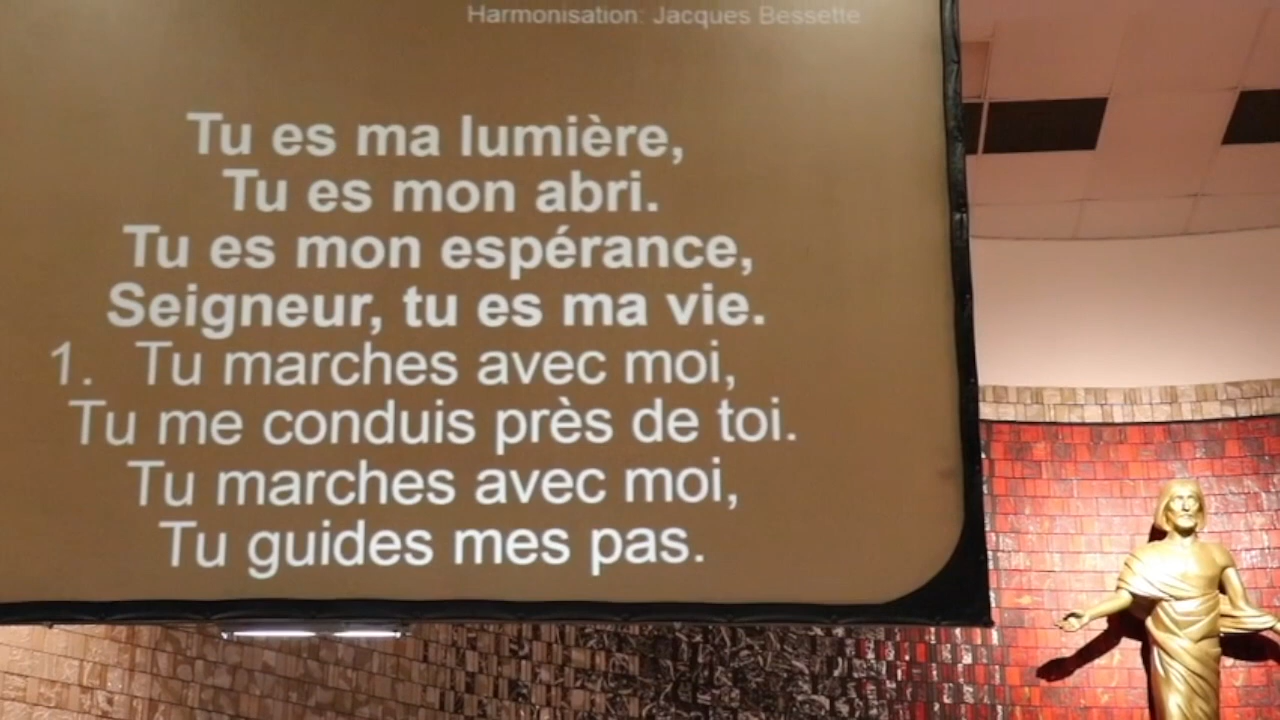 Harmonisation: Jacques Bessette
Tu es ma lumière,
Tu es mon abri.
Tu es mon espérance,
Seigneur, tu es ma vie.
1. Tu marches avec moi,
Tu me conduis près de toi.
Tu marches avec moi,
Tu guides mes pas.